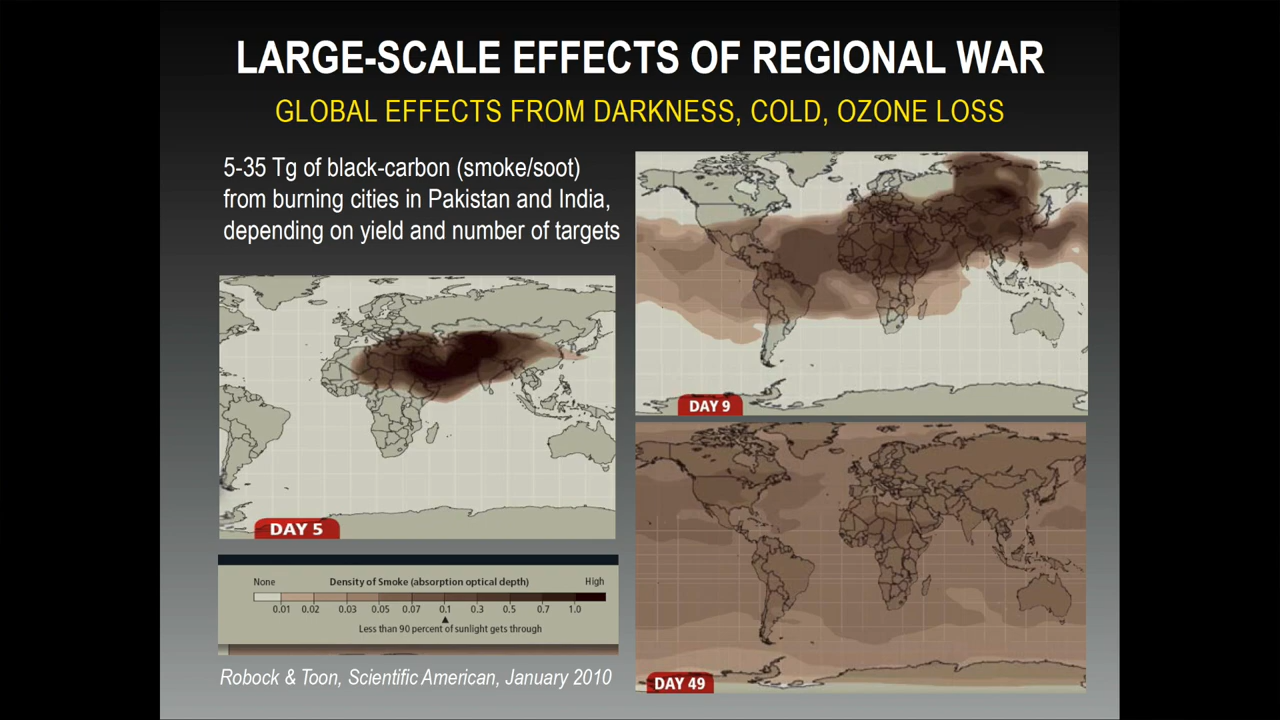 LARGE-SCALE EFFECTS OF REGIONAL WAR
GLOBAL EFFECTS FROM DARKNESS, COLD, OZONE LOSS
5-35 Tg of black-carbon (smoke/soot)
from burning cities in Pakistan and India,
depending on yield and number of targets
DAY 5
None Density of Smoke (absorption optical depth) High
0.01 0.02 0.03 0.05 0.07 0.1 0.3 0.5 0.7 1.0
Less than 90 percent of sunlight gets through
Robock & Toon, Scientific American, January 2010
DAY 9
DAY 49